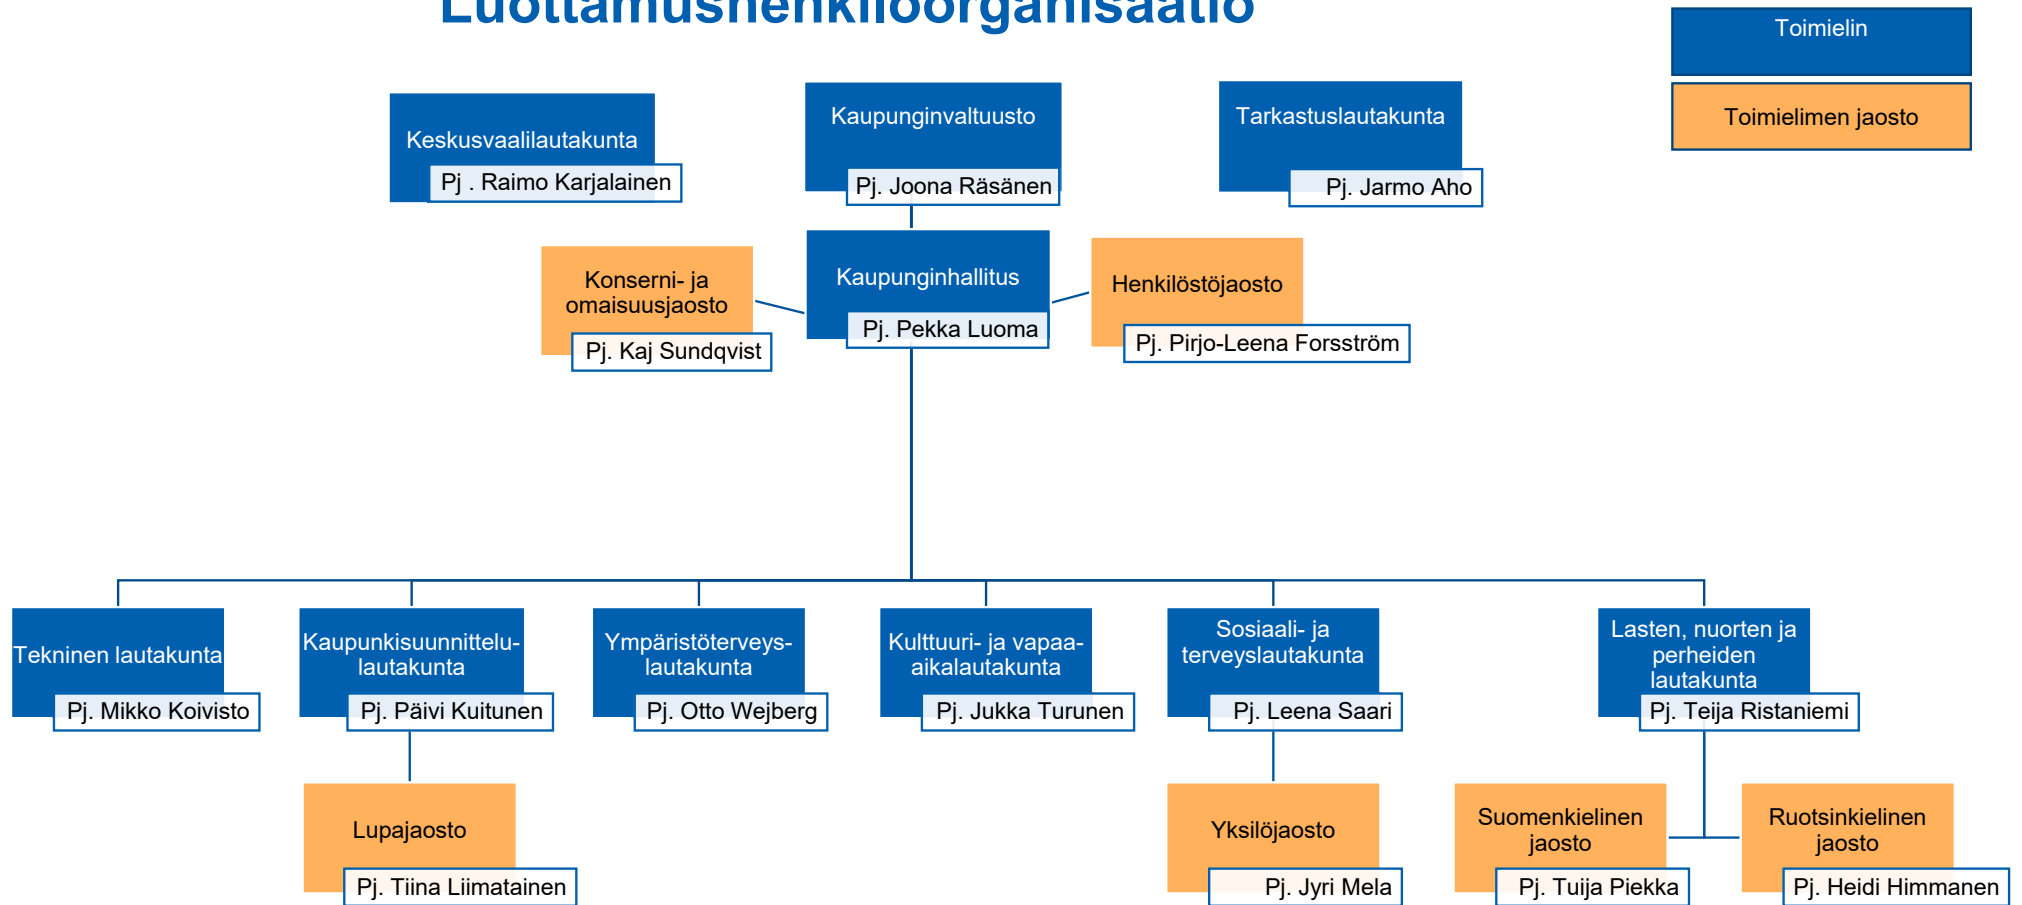 Luottamushenkilöorganisaatio
Toimielin
Toimielimen jaosto
Keskusvaalilautakunta
Pj . Raimo Karjalainen
Kaupunginvaltuusto
Pj. Joona Räsänen
Tarkastuslautakunta
Pj. Jarmo Aho
Konserni- ja
omaisuusjaosto
Pj. Kaj Sundqvist
Kaupunginhallitus
Pj. Pekka Luoma
Henkilöstöjaosto
Pj. Pirjo-Leena Forsström
Tekninen lautakunta
Pj. Mikko Koivisto
Kaupunkisuunnittelu-
lautakunta
Pj. Päivi Kuitunen
Ympäristöterveys-
lautakunta
Pj. Otto Wejberg
Kulttuuri- ja vapaa-
aikalautakunta
Pj. Jukka Turunen
Sosiaali- ja
terveyslautakunta
Pj. Leena Saari
Lasten, nuorten ja
perheiden
lautakunta
Pj. Teija Ristaniemi
Lupajaosto
Pj. Tiina Liimatainen
Yksilöjaosto
Pj. Jyri Mela
Suomenkielinen
jaosto
Pj. Tuija Piekka
Ruotsinkielinen
jaosto
Pj. Heidi Himmanen